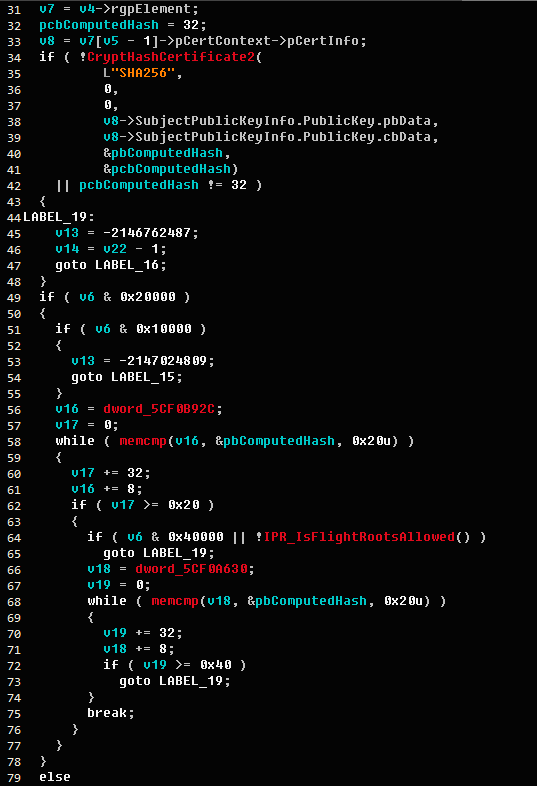 31 v7 = v4->rgpElement;
32 pcbComputedHash = 32;
33 v8 = v7[v5 - 1]->pCertContext->pCertInfo;
34 if ( !CryptHashCertificate2(
35 L"SHA256",
36 0,
37 0,
38 v8->SubjectPublicKeyInfo.PublicKey.pbData,
39 v8->SubjectPublicKeyInfo.PublicKey.cbData,
40 &pbComputedHash,
41 &pcbComputedHash)
42 || pcbComputedHash != 32 )
43 {
44 LABEL_19:
45 v13 = -2146762487;
46 v14 = v22 - 1;
47 goto LABEL_16;
48 }
49 if ( v6 & 0x20000 )
50 {
51 if ( v6 & 0x10000 )
52 {
53 v13 = -2147024809;
54 goto LABEL_15;
55 }
56 v16 = dword_5CF0B92C;
57 v17 = 0;
58 while ( memcmp(v16, &pbComputedHash, 0x20u) )
59 {
60 v17 += 32;
61 v16 += 8;
62 if ( v17 >= 0x20 )
63 {
64 if ( v6 & 0x40000 || !IPR_IsFlightRootsAllowed() )
65 goto LABEL_19;
66 v18 = dword_5CF0A630;
67 v19 = 0;
68 while ( memcmp(v18, &pbComputedHash, 0x20u) )
69 {
70 v19 += 32;
71 v18 += 8;
72 if ( v19 >= 0x40 )
73 goto LABEL_19;
74 }
75 break;
76 }
77 }
78 }
79 else